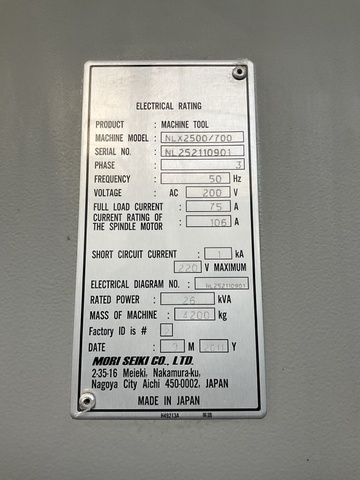 ELECTRICAL RATING
PRODUCT : MACHINE TOOL
MACHINE MODEL : NLX2500/700
SERIAL NO. : NL252110901
PHASE : 3
FREQUENCY : 50 Hz
VOLTAGE : AC 200 V
FULL LOAD CURRENT : 75 A
CURRENT RATING OF THE SPINDLE MOTOR : 106 A
SHORT CIRCUIT CURRENT : 1 kA
220 V MAXIMUM
ELECTRICAL DIAGRAM NO. : NL252110901
RATED POWER : 26 kVA
MASS OF MACHINE : 4200 kg
Factory ID is #
DATE : M Y
MORI SEIKI CO., LTD.
2-35-16 Meieki, Nakamura-ku,
Nagoya City Aichi 450-0002, JAPAN
MADE IN JAPAN